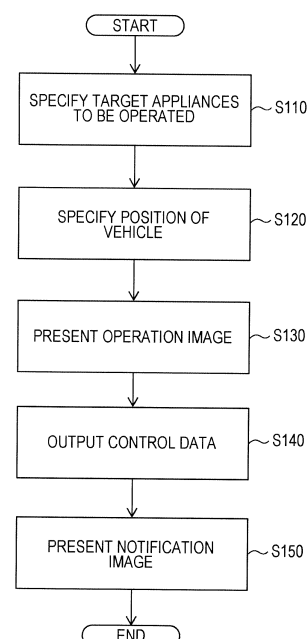 START
SPECIFY TARGET APPLIANCES
TO BE OPERATED
S110
SPECIFY POSITION OF
VEHICLE
S120
PRESENT OPERATION IMAGE
S130
OUTPUT CONTROL DATA
S140
PRESENT NOTIFICATION
IMAGE
S150
END